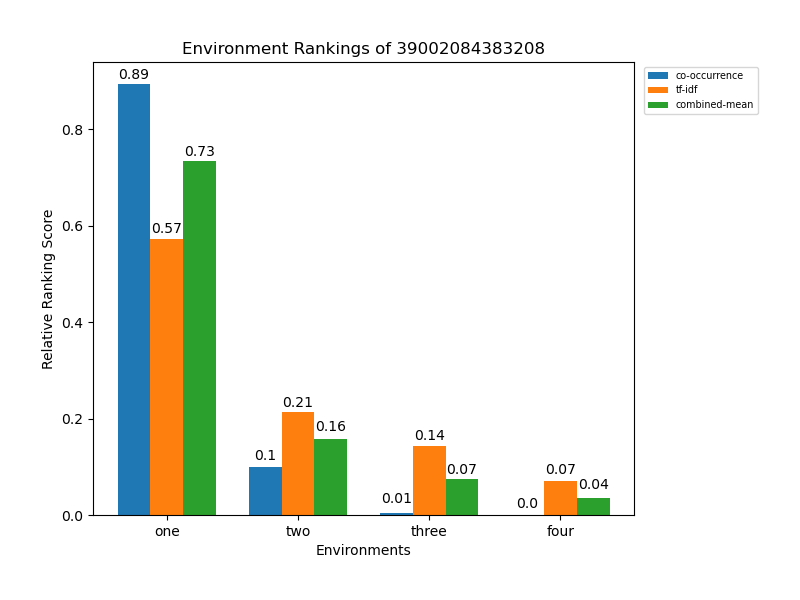 Environment Rankings of 39002084383208
co-occurrence
tf-idf
combined-mean
Relative Ranking Score
0.8
0.6
0.4
0.2
0.0
0.89
0.57
0.73
0.1
0.21
0.16
0.01
0.14
0.07
0.0
0.07
0.04
one two three four
Environments